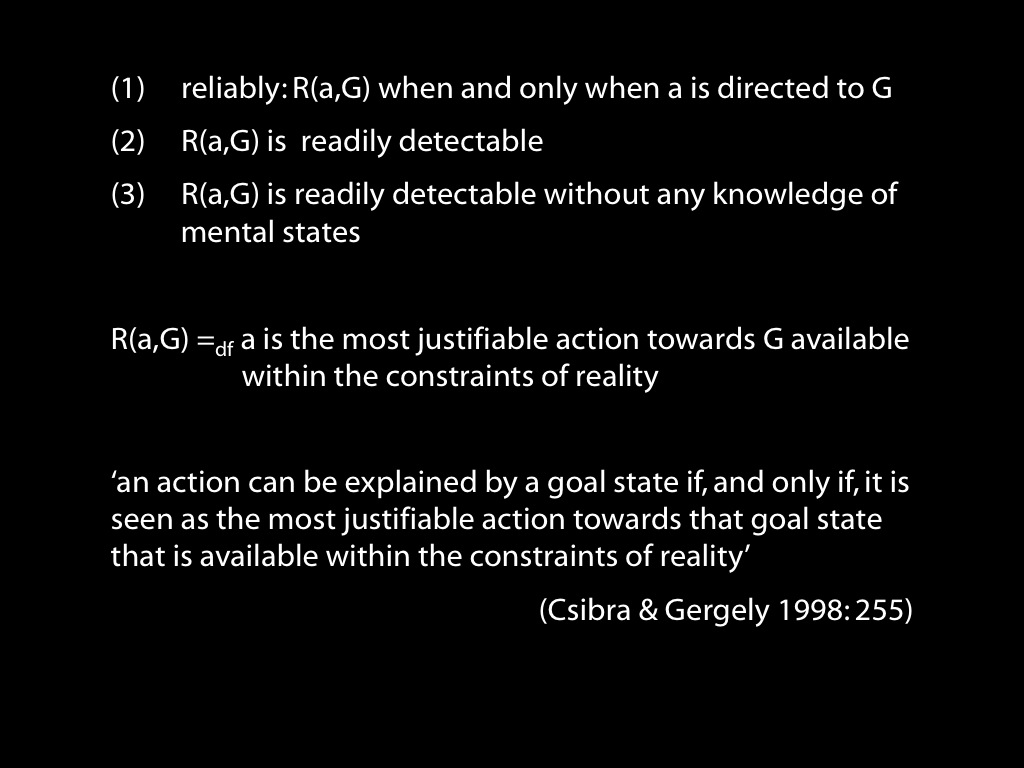 (1) reliably: R(a,G) when and only when a is directed to G
(2) R(a,G) is readily detectable
(3) R(a,G) is readily detectable without any knowledge of
mental states
R(a,G) =df a is the most justifiable action towards G available
within the constraints of reality
‘an action can be explained by a goal state if, and only if, it is
seen as the most justifiable action towards that goal state
that is available within the constraints of reality’
(Csibra & Gergely 1998: 255)